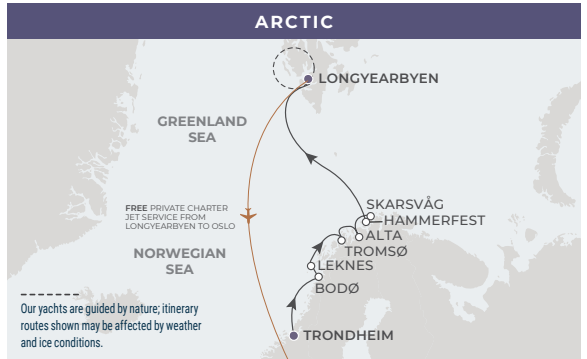 ARCTIC
LONGYEARBYEN
GREENLAND
SEA
FREE PRIVATE CHARTER
JET SERVICE FROM
LONGYEARBYEN TO OSLO
SKARSVÅG
HAMMERFEST
ALTA
TROMSØ
NORWEGIAN
SEA
LEKNES
BODØ
Our yachts are guided by nature; itinerary
routes shown may be affected by weather
and ice conditions.
TRONDHEIM